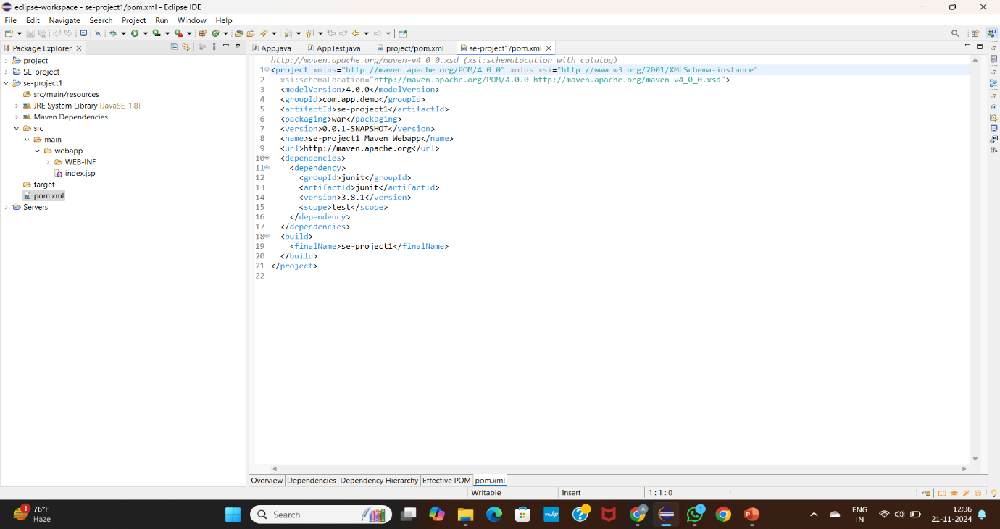 eclipse-workspace - se-project1/pom.xml - Eclipse IDE
File Edit Navigate Search Project Run Window Help
Package Explorer
project
SE-project
se-project1
src/main/resources
JRE System Library [JavaSE-1.8]
Maven Dependencies
src
main
webapp
WEB-INF
index.jsp
target
pom.xml
Servers
App.java AppTest.java project/pom.xml se-project1/pom.xml
http://maven.apache.org/maven-v4_0_0.xsd (xsi:schemaLocation with catalog)
1 <project xmlns="http://maven.apache.org/POM/4.0.0" xmlns:xsi="http://www.w3.org/2001/XMLSchema-instance"
2 xsi:schemaLocation="http://maven.apache.org/POM/4.0.0 http://maven.apache.org/maven-v4_0_0.xsd">
3 <modelVersion>4.0.0</modelVersion>
4 <groupId>com.app.demo</groupId>
5 <artifactId>se-project1</artifactId>
6 <packaging>war</packaging>
7 <version>0.0.1-SNAPSHOT</version>
8 <name>se-project1 Maven Webapp</name>
9 <url>http://maven.apache.org</url>
10 <dependencies>
11 <dependency>
12 <groupId>junit</groupId>
13 <artifactId>junit</artifactId>
14 <version>3.8.1</version>
15 <scope>test</scope>
16 </dependency>
17 </dependencies>
18 <build>
19 <finalName>se-project1</finalName>
20 </build>
21 </project>
22
Overview Dependencies Dependency Hierarchy Effective POM pom.xml
Writable Insert 1 : 1 : 0
1
76°F
Haze
Search
myhp
A
1
ENG
IN
12:06
21-11-2024